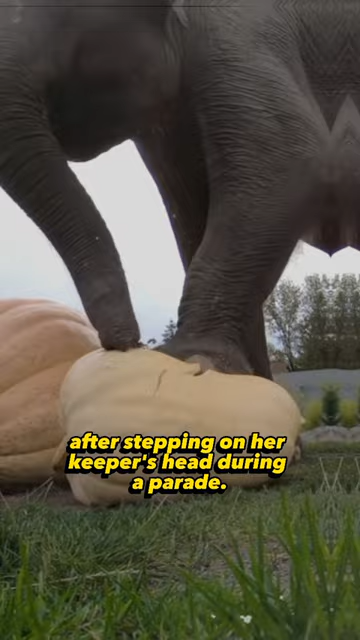 after stepping on her
keeper's head during
a parade.